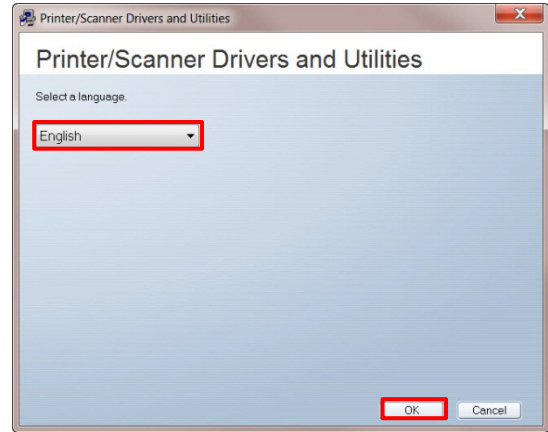 Printer/Scanner Drivers and Utilities
Printer/Scanner Drivers and Utilities
Select a language.
English
OK Cancel